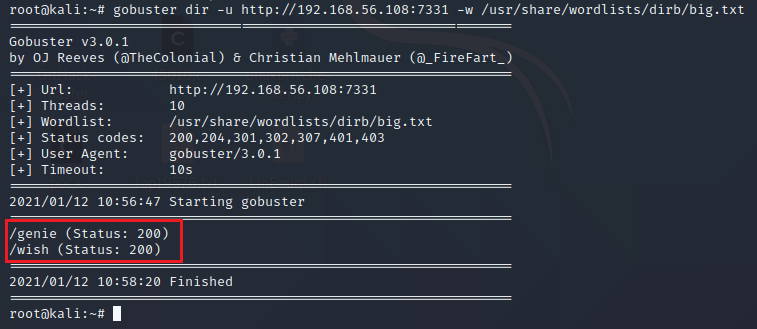 root@kali:~# gobuster dir -u http://192.168.56.108:7331 -w /usr/share/wordlists/dirb/big.txt
===============================================================
Gobuster v3.0.1
by OJ Reeves (@TheColonial) & Christian Mehlmauer (@_FireFart_)
===============================================================
[+] Url:            http://192.168.56.108:7331
[+] Threads:        10
[+] Wordlist:       /usr/share/wordlists/dirb/big.txt
[+] Status codes:   200,204,301,302,307,401,403
[+] User Agent:     gobuster/3.0.1
[+] Timeout:        10s
===============================================================
2021/01/12 10:56:47 Starting gobuster
===============================================================
/genie (Status: 200)
/wish (Status: 200)
===============================================================
2021/01/12 10:58:20 Finished
===============================================================
root@kali:~#